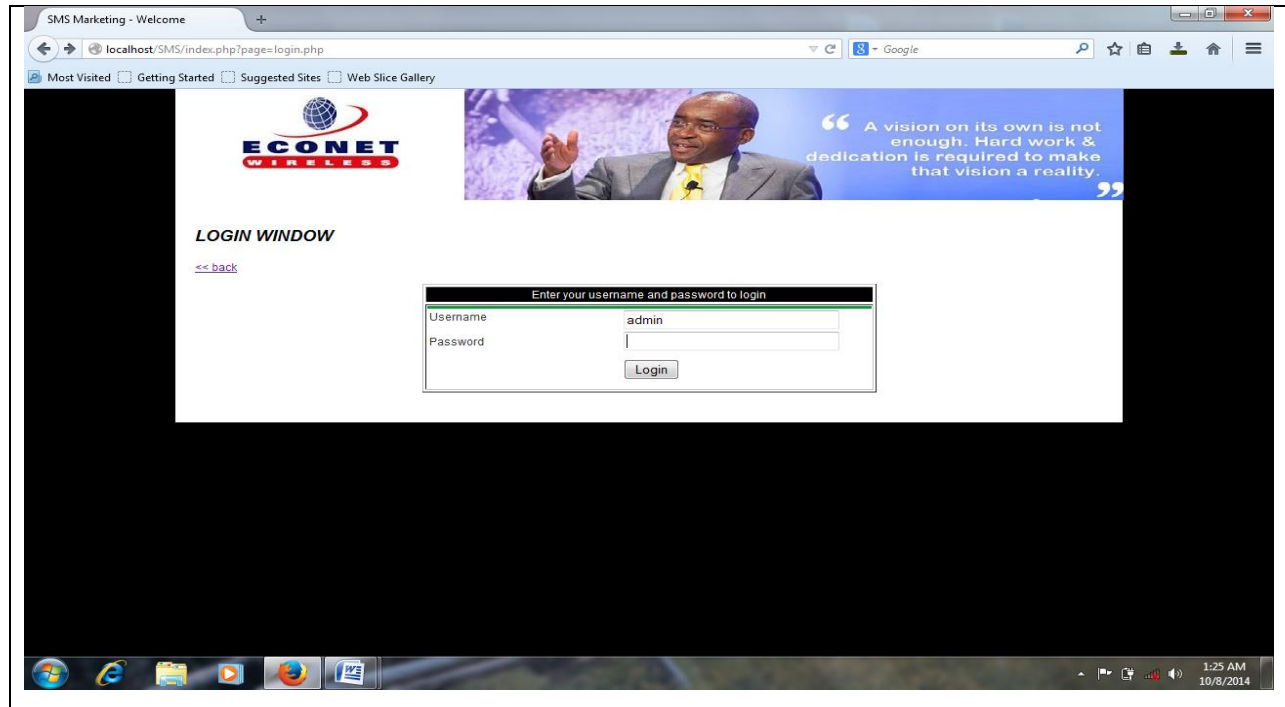 SMS Marketing - Welcome
localhost/SMS/index.php?page=login.php
Google
Most Visited Getting Started Suggested Sites Web Slice Gallery
ECONET
WIRELESS
“ A vision on its own is not
enough. Hard work &
dedication is required to make
that vision a reality.
”
LOGIN WINDOW
<< back
Enter your username and password to login
Username admin
Password
Login
1:25 AM
10/8/2014